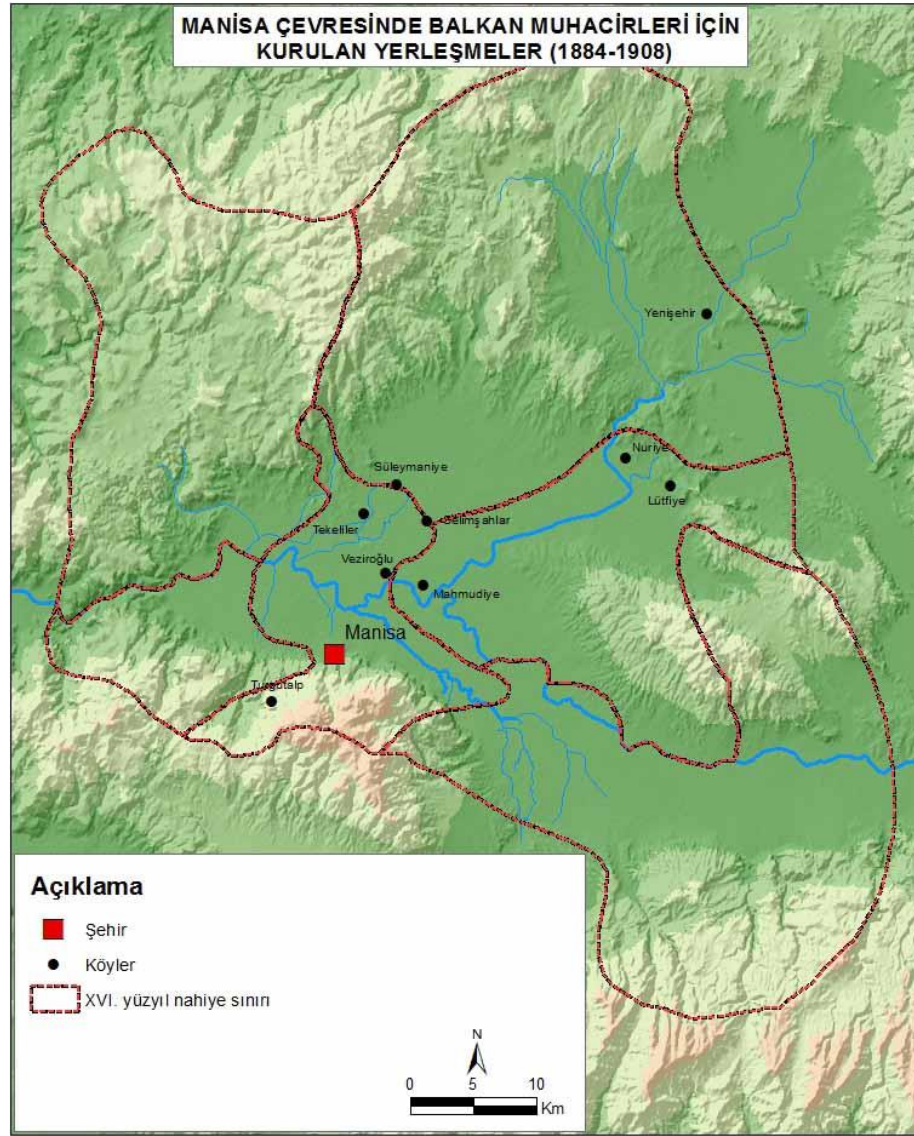 MANİSA ÇEVRESİNDE BALKAN MUHACİRLERİ İÇİN
KURULAN YERLEŞMELER (1884-1908)
Yenişehir
Nuriye
Süleymaniye
Lütfiye
Tekeliler
Selimşahlar
Veziroğlu
Mahmudiye
Manisa
Turgutalp
Açıklama
Şehir
Köyler
XVI. yüzyıl nahiye sınırı
N
0 5 10
Km